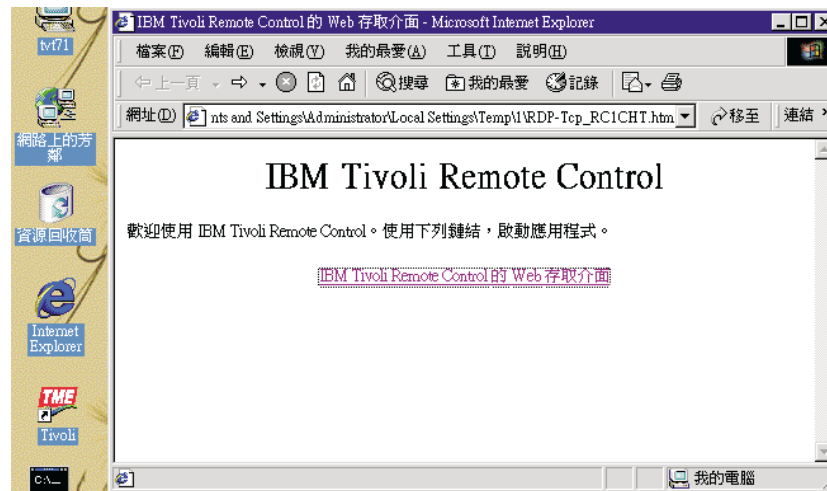 tvt71
網路上的芳
鄰
資源回收筒
Internet
Explorer
TME
Tivoli
C:\_
IBM Tivoli Remote Control 的 Web 存取介面 - Microsoft Internet Explorer
檔案(F) 編輯(E) 檢視(V) 我的最愛(A) 工具(T) 說明(H)
上一頁 搜尋 我的最愛 記錄
網址(D) nts and Settings\Administrator\Local Settings\Temp\1\RDP-Tcp_RC1CHT.htm 移至 連結
IBM Tivoli Remote Control
歡迎使用 IBM Tivoli Remote Control。使用下列鏈結，啟動應用程式。
IBM Tivoli Remote Control 的 Web 存取介面
我的電腦